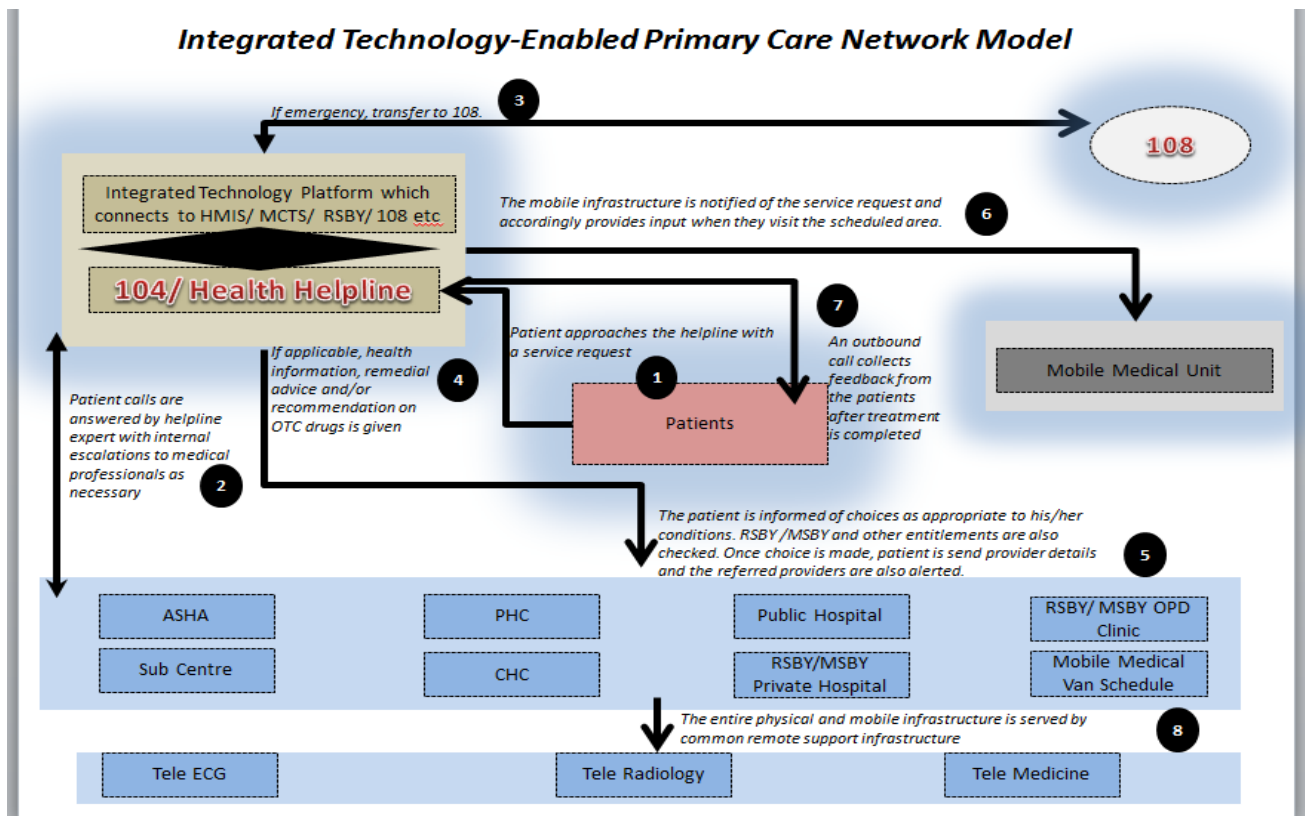 Integrated Technology-Enabled Primary Care Network Model
3
If emergency, transfer to 108.
108
Integrated Technology Platform which
connects to HMIS/ MCTS/ RSBY/ 108 etc
The mobile infrastructure is notified of the service request and
accordingly provides input when they visit the scheduled area.
6
104/ Health Helpline
7
Patient approaches the helpline with
a service request
1
An outbound
call collects
feedback from
the patients
after treatment
is completed
If applicable, health
information, remedial
advice and/or
recommendation on
OTC drugs is given
4
Mobile Medical Unit
Patients
Patient calls are
answered by helpline
expert with internal
escalations to medical
professionals as
necessary
2
The patient is informed of choices as appropriate to his/her
conditions. RSBY /MSBY and other entitlements are also
checked. Once choice is made, patient is send provider details
and the referred providers are also alerted.
5
ASHA
PHC
Public Hospital
RSBY/ MSBY OPD
Clinic
Sub Centre
CHC
RSBY/MSBY
Private Hospital
Mobile Medical
Van Schedule
The entire physical and mobile infrastructure is served by
common remote support infrastructure
8
Tele ECG
Tele Radiology
Tele Medicine